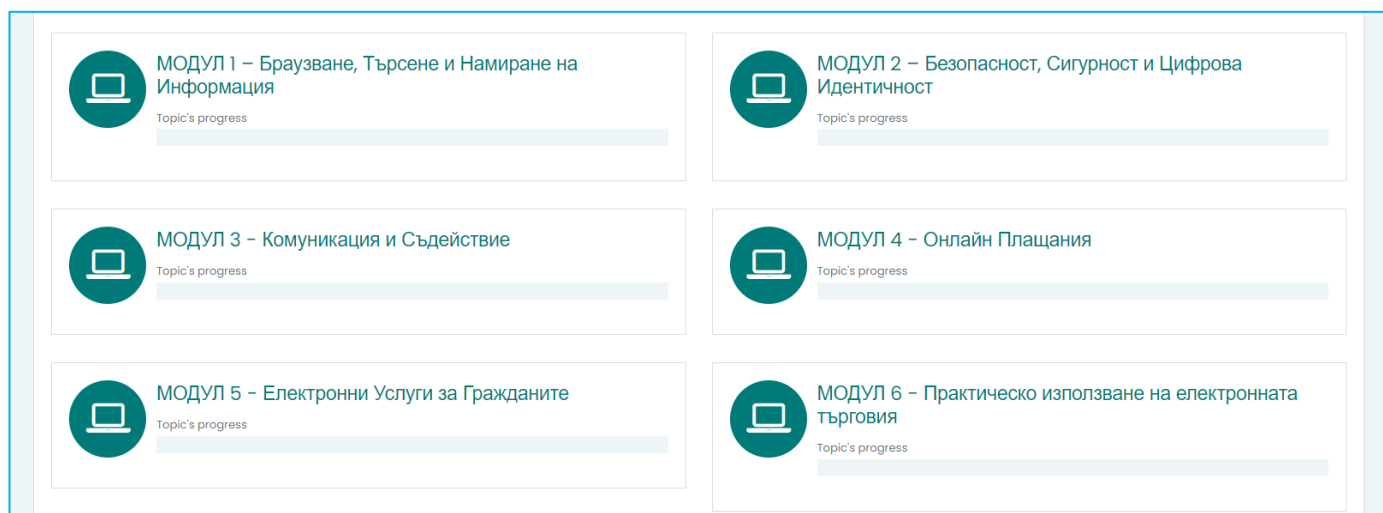 МОДУЛ 1 – Браузване, Търсене и Намиране на
Информация
Topic's progress
МОДУЛ 2 – Безопасност, Сигурност и Цифрова
Идентичност
Topic's progress
МОДУЛ 3 - Комуникация и Съдействие
Topic's progress
МОДУЛ 4 - Онлайн Плащания
Topic's progress
МОДУЛ 5 - Електронни Услуги за Гражданите
Topic's progress
МОДУЛ 6 - Практическо използване на електронната
търговия
Topic's progress